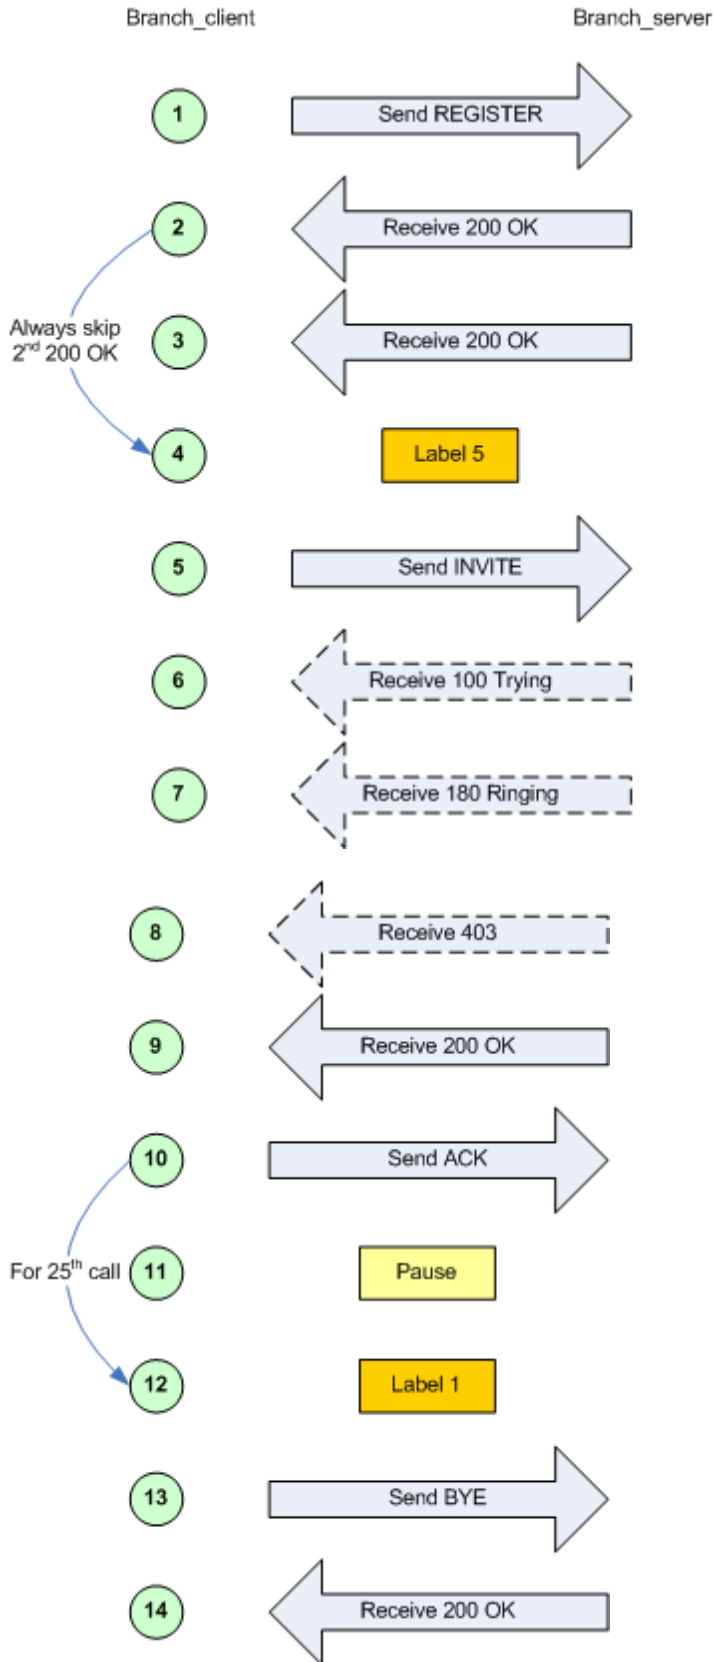 Branch_client Branch_server
1 Send REGISTER
2 Receive 200 OK
Always skip
2nd 200 OK
3 Receive 200 OK
4 Label 5
5 Send INVITE
6 Receive 100 Trying
7 Receive 180 Ringing
8 Receive 403
9 Receive 200 OK
10 Send ACK
For 25th call 11 Pause
12 Label 1
13 Send BYE
14 Receive 200 OK